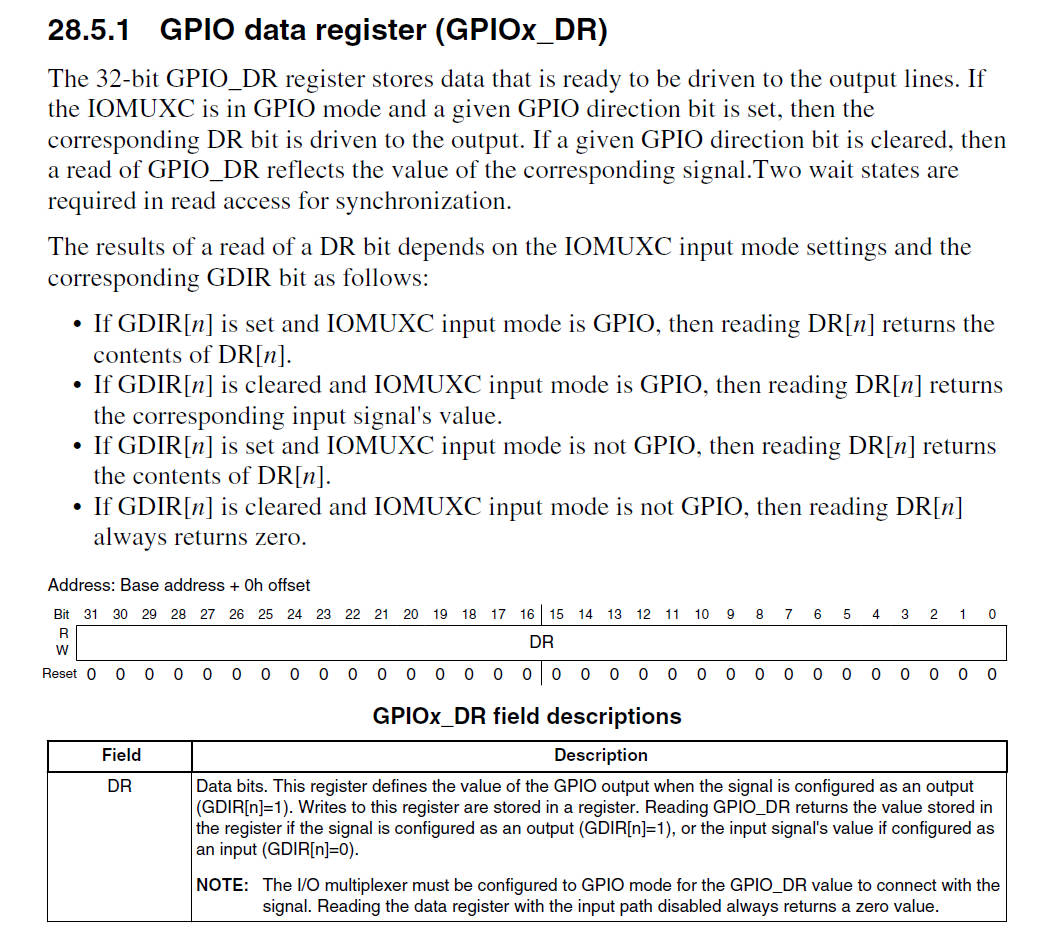 28.5.1 GPIO data register (GPIOx_DR)
The 32-bit GPIO_DR register stores data that is ready to be driven to the output lines. If
the IOMUXC is in GPIO mode and a given GPIO direction bit is set, then the
corresponding DR bit is driven to the output. If a given GPIO direction bit is cleared, then
a read of GPIO_DR reflects the value of the corresponding signal.Two wait states are
required in read access for synchronization.
The results of a read of a DR bit depends on the IOMUXC input mode settings and the
corresponding GDIR bit as follows:
• If GDIR[n] is set and IOMUXC input mode is GPIO, then reading DR[n] returns the
contents of DR[n].
• If GDIR[n] is cleared and IOMUXC input mode is GPIO, then reading DR[n] returns
the corresponding input signal's value.
• If GDIR[n] is set and IOMUXC input mode is not GPIO, then reading DR[n] returns
the contents of DR[n].
• If GDIR[n] is cleared and IOMUXC input mode is not GPIO, then reading DR[n]
always returns zero.
Address: Base address + 0h offset
Bit 31 30 29 28 27 26 25 24 23 22 21 20 19 18 17 16 15 14 13 12 11 10 9 8 7 6 5 4 3 2 1 0
R
DR
W
Reset 0 0 0 0 0 0 0 0 0 0 0 0 0 0 0 0 0 0 0 0 0 0 0 0 0 0 0 0 0 0 0 0
GPIOx_DR field descriptions
Field Description
DR Data bits. This register defines the value of the GPIO output when the signal is configured as an output
(GDIR[n]=1). Writes to this register are stored in a register. Reading GPIO_DR returns the value stored in
the register if the signal is configured as an output (GDIR[n]=1), or the input signal's value if configured as
an input (GDIR[n]=0).
NOTE: The I/O multiplexer must be configured to GPIO mode for the GPIO_DR value to connect with the
signal. Reading the data register with the input path disabled always returns a zero value.